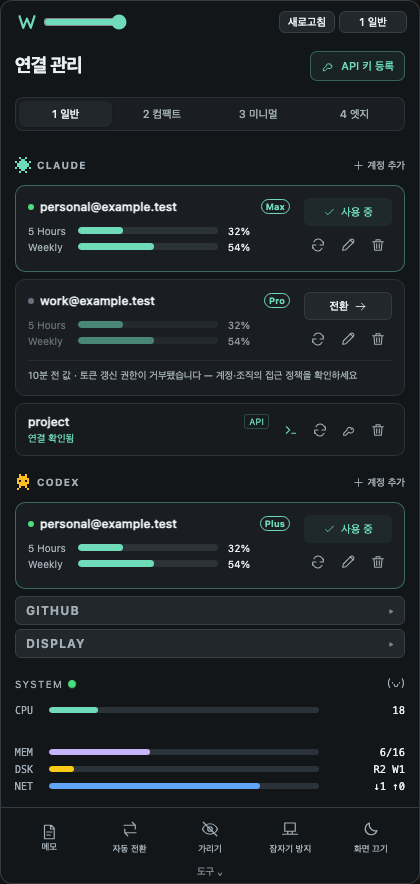 W
새로고침
1 일반
연결 관리
API 키 등록
1 일반
2 컴팩트
3 미니멀
4 엣지
CLAUDE
+ 계정 추가
personal@example.test
Max
✓ 사용 중
5 Hours 32%
Weekly 54%
work@example.test
Pro
전환 →
5 Hours 32%
Weekly 54%
10분 전 값 · 토큰 갱신 권한이 거부됐습니다 — 계정·조직의 접근 정책을 확인하세요
project
API
연결 확인됨
CODEX
+ 계정 추가
personal@example.test
Plus
✓ 사용 중
5 Hours 32%
Weekly 54%
GITHUB
DISPLAY
SYSTEM
CPU 18
MEM 6/16
DSK R2 W1
NET ↓1 ↑0
메모
자동 전환
가리기
잠자기 방지
화면 끄기
도구